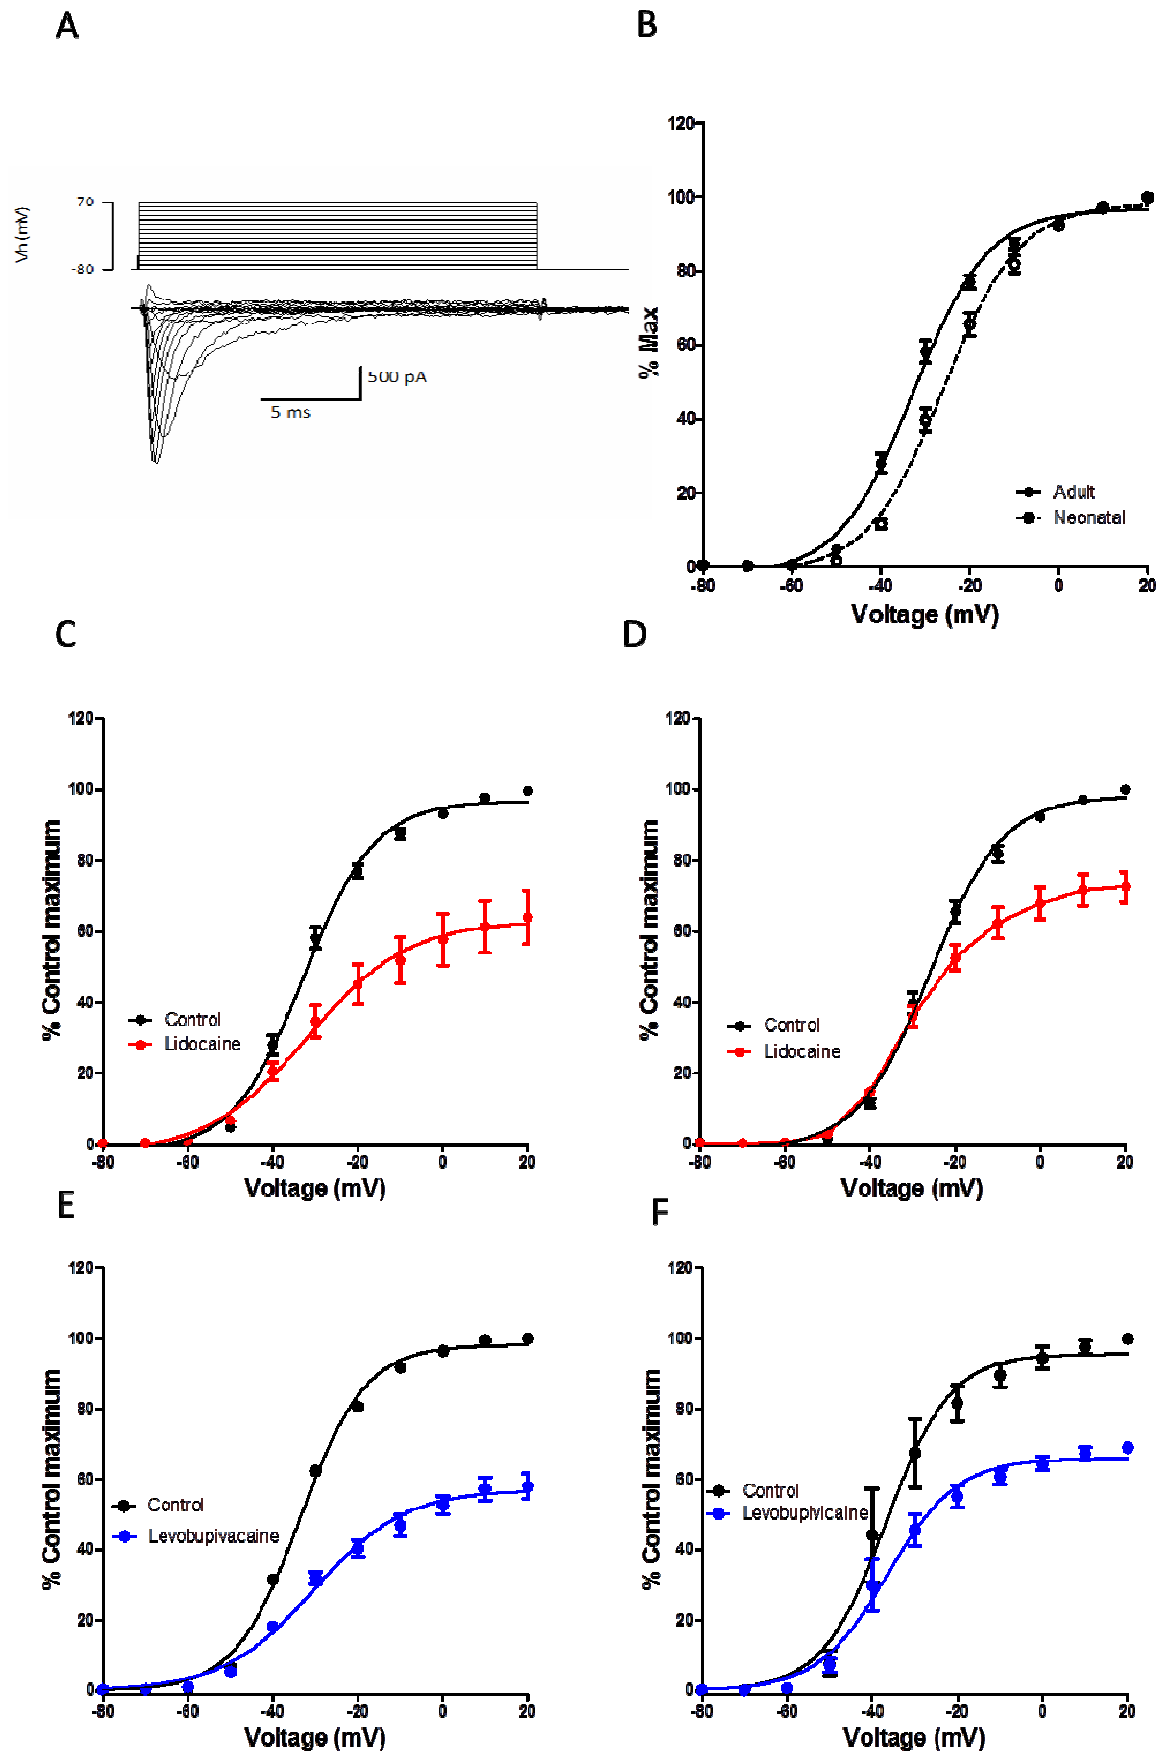 A
B
Vh (mV)
70
-80
500 pA
5 ms
% Max
120
100
80
60
40
20
0
-80 -60 -40 -20 0 20
Voltage (mV)
Adult
Neonatal
C
D
% Control maximum
120
100
80
60
40
20
0
-80 -60 -40 -20 0 20
Voltage (mV)
Control
Lidocaine
% Control maximum
120
100
80
60
40
20
0
-80 -60 -40 -20 0 20
Voltage (mV)
Control
Lidocaine
E
F
% Control maximum
120
100
80
60
40
20
0
-80 -60 -40 -20 0 20
Voltage (mV)
Control
Levobupivacaine
% Control maximum
120
100
80
60
40
20
0
-80 -60 -40 -20 0 20
Voltage (mV)
Control
Levobupivicaine